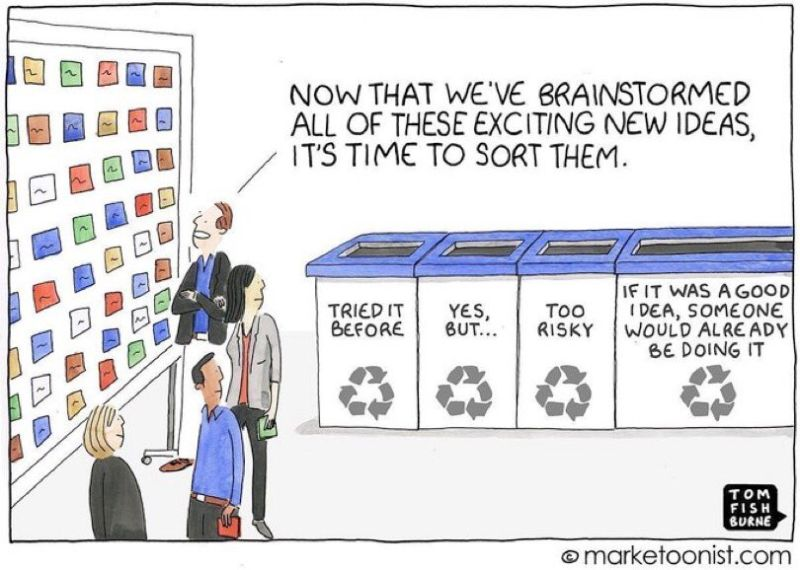 NOW THAT WE'VE BRAINSTORMED
ALL OF THESE EXCITING NEW IDEAS,
IT'S TIME TO SORT THEM.
TRIED IT
BEFORE
YES,
BUT...
TOO
RISKY
IF IT WAS A GOOD
IDEA, SOMEONE
WOULD ALREADY
BE DOING IT
TOM
FISH
BURNE
© marketoonist.com